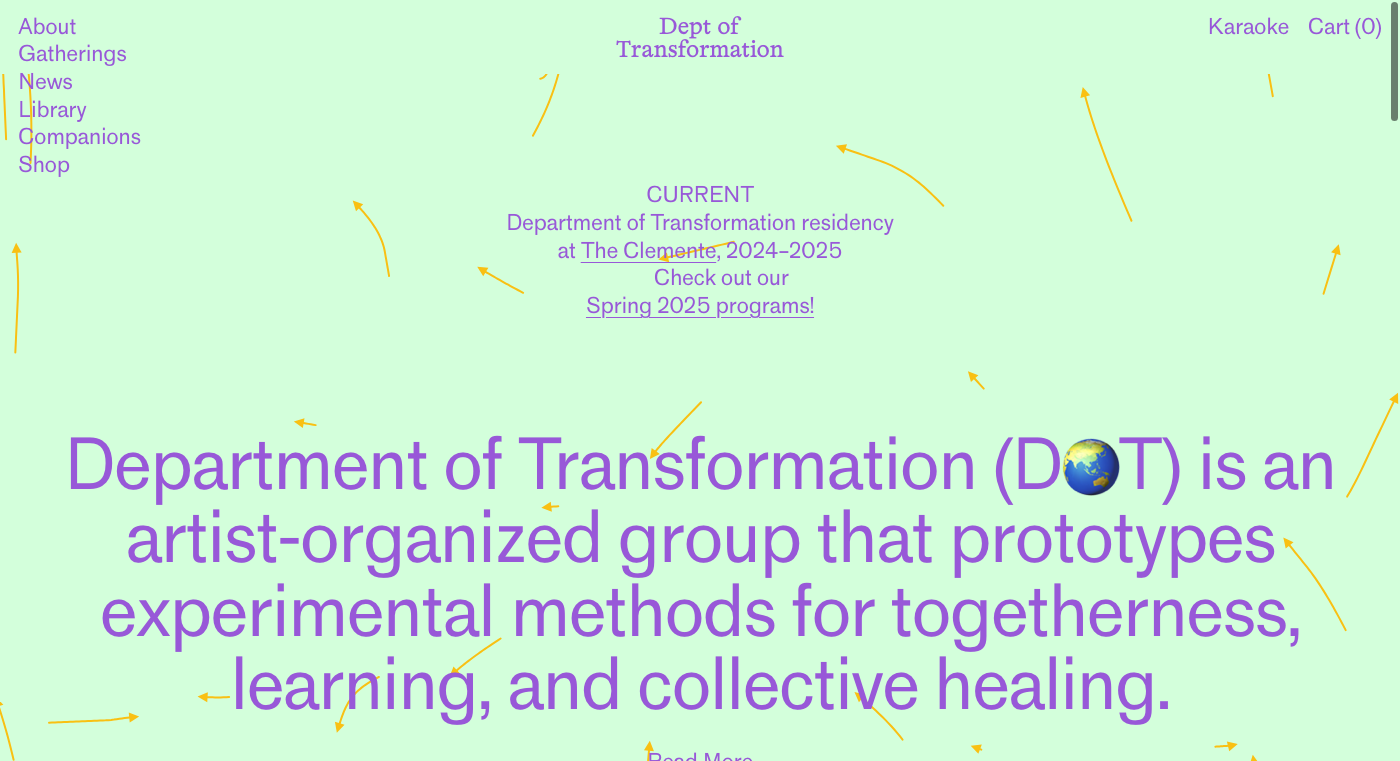 About
Gatherings
News
Library
Companions
Shop
Dept of
Transformation
Karaoke Cart (0)
CURRENT
Department of Transformation residency
at The Clemente, 2024–2025
Check out our
Spring 2025 programs!
Department of Transformation (D🌏T) is an
artist-organized group that prototypes
experimental methods for togetherness,
learning, and collective healing.
Read More